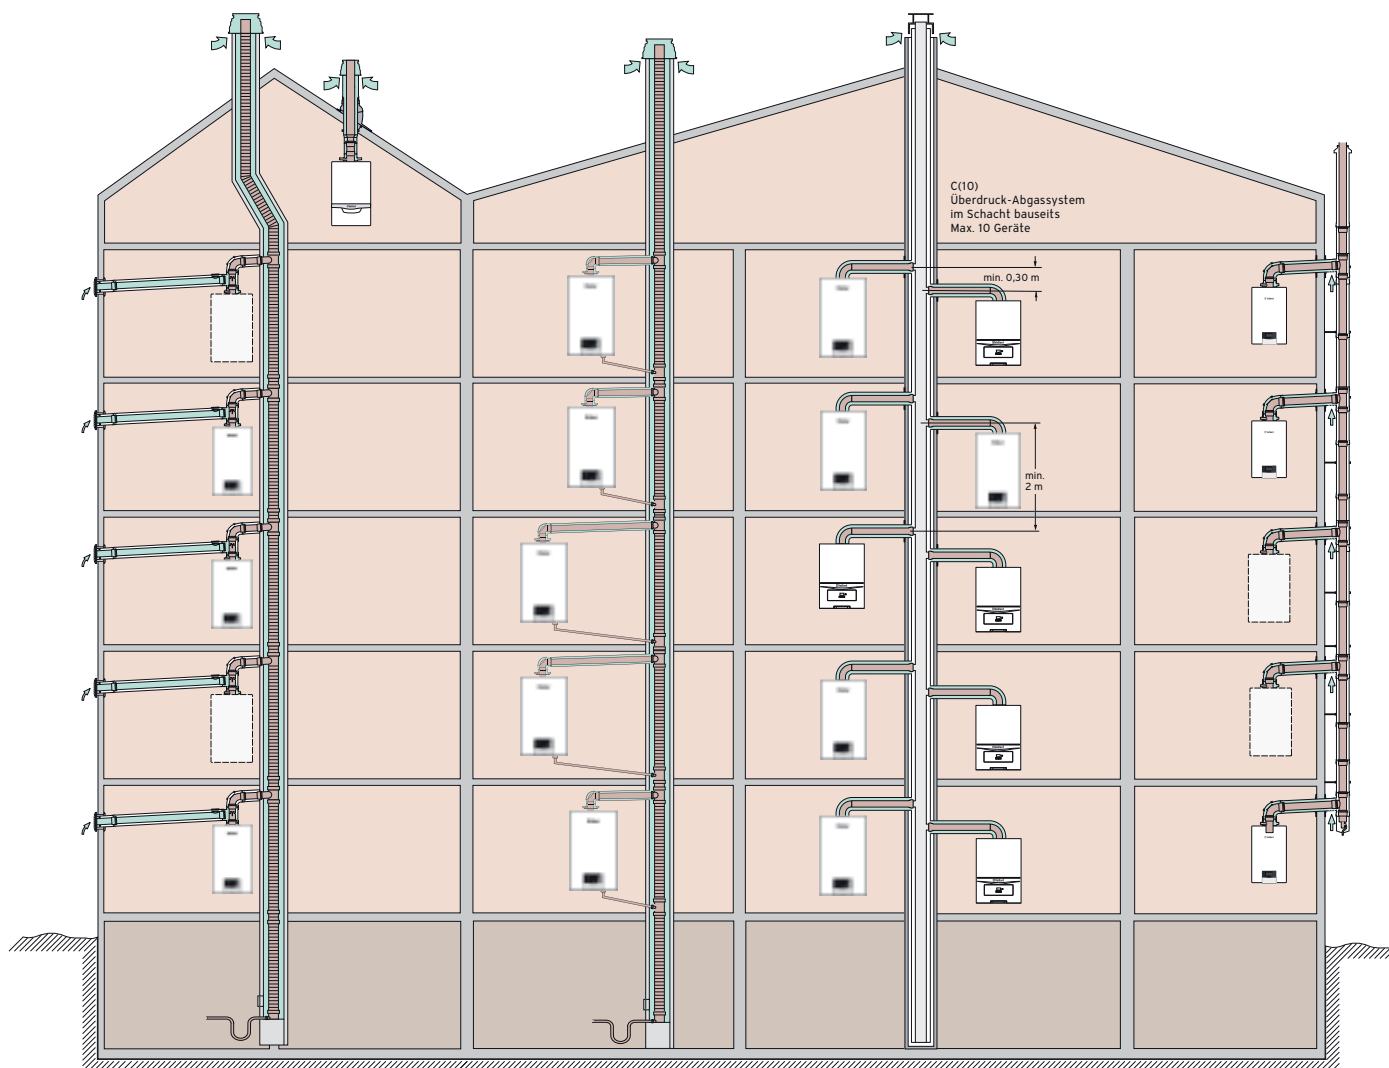 C(10)
Überdruck-Abgassystem
im Schacht bauseits
Max. 10 Geräte
min. 0,30 m
min.
2 m